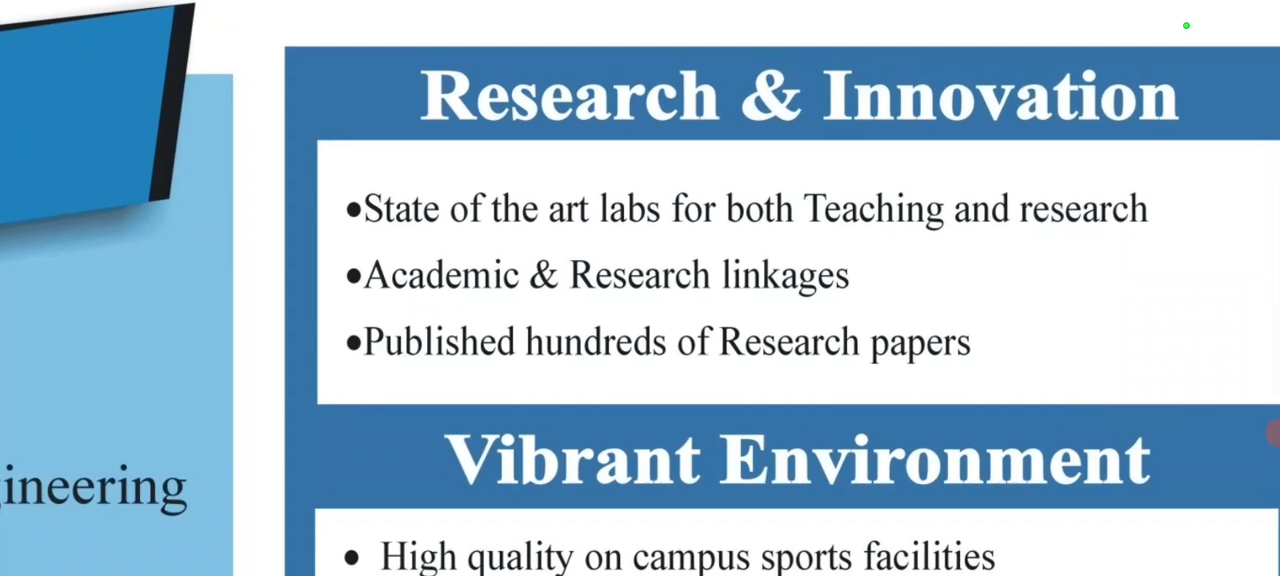 Research & Innovation
•State of the art labs for both Teaching and research
•Academic & Research linkages
•Published hundreds of Research papers
Vibrant Environment
• High quality on campus sports facilities
gineering